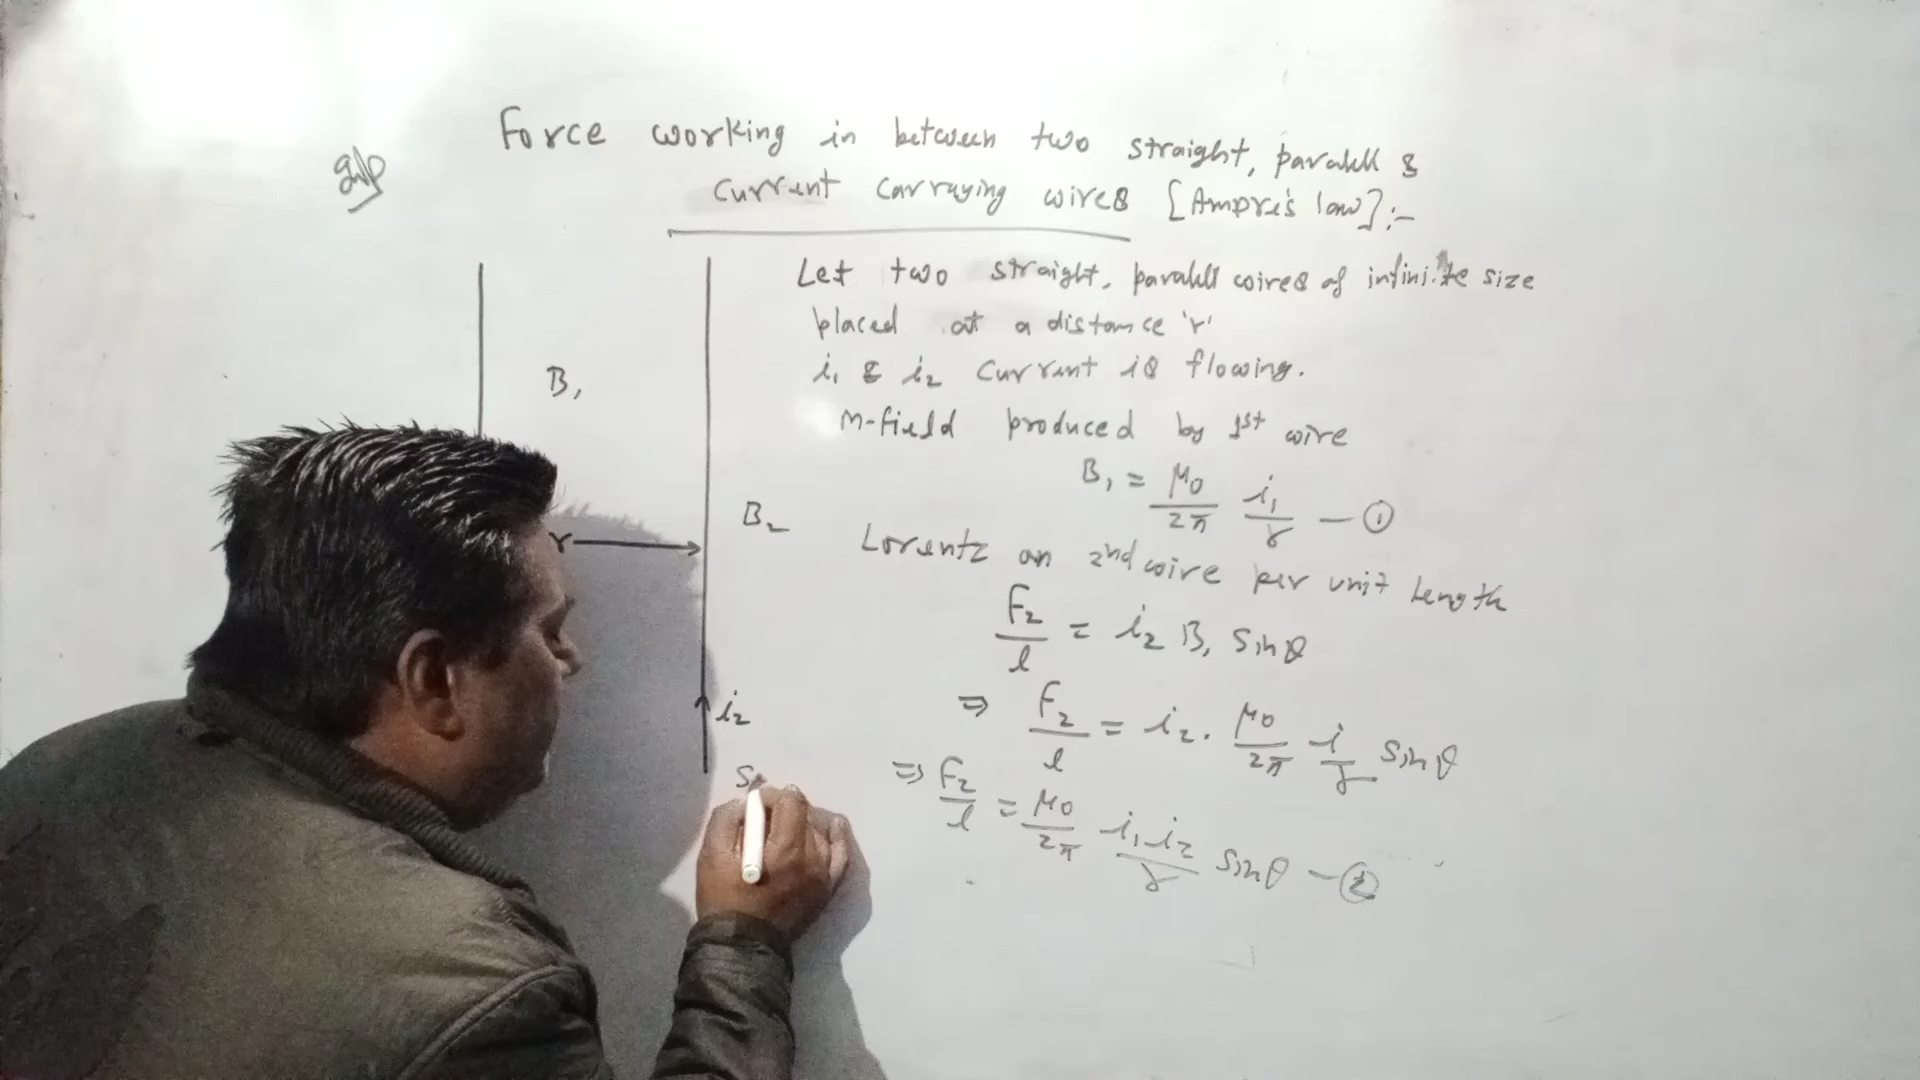 Force working in between two straight, parallel &
current carraying wires [Ampre's law]:-
Let two straight, parallel wires of infinite size
placed at a distance 'r'
i₁ & i₂ current is flowing.
M-field produced by 1st wire
B₁ = μ₀/2π i₁/r — ①
Lorentz on 2nd wire per unit length
F₂/l = i₂ B₁ sinθ
⇒ F₂/l = i₂ . μ₀/2π i/r sinθ
⇒ F₂/l = μ₀/2π i₁.i₂/r sinθ — ②
B₁
B₂
r
i₂
S